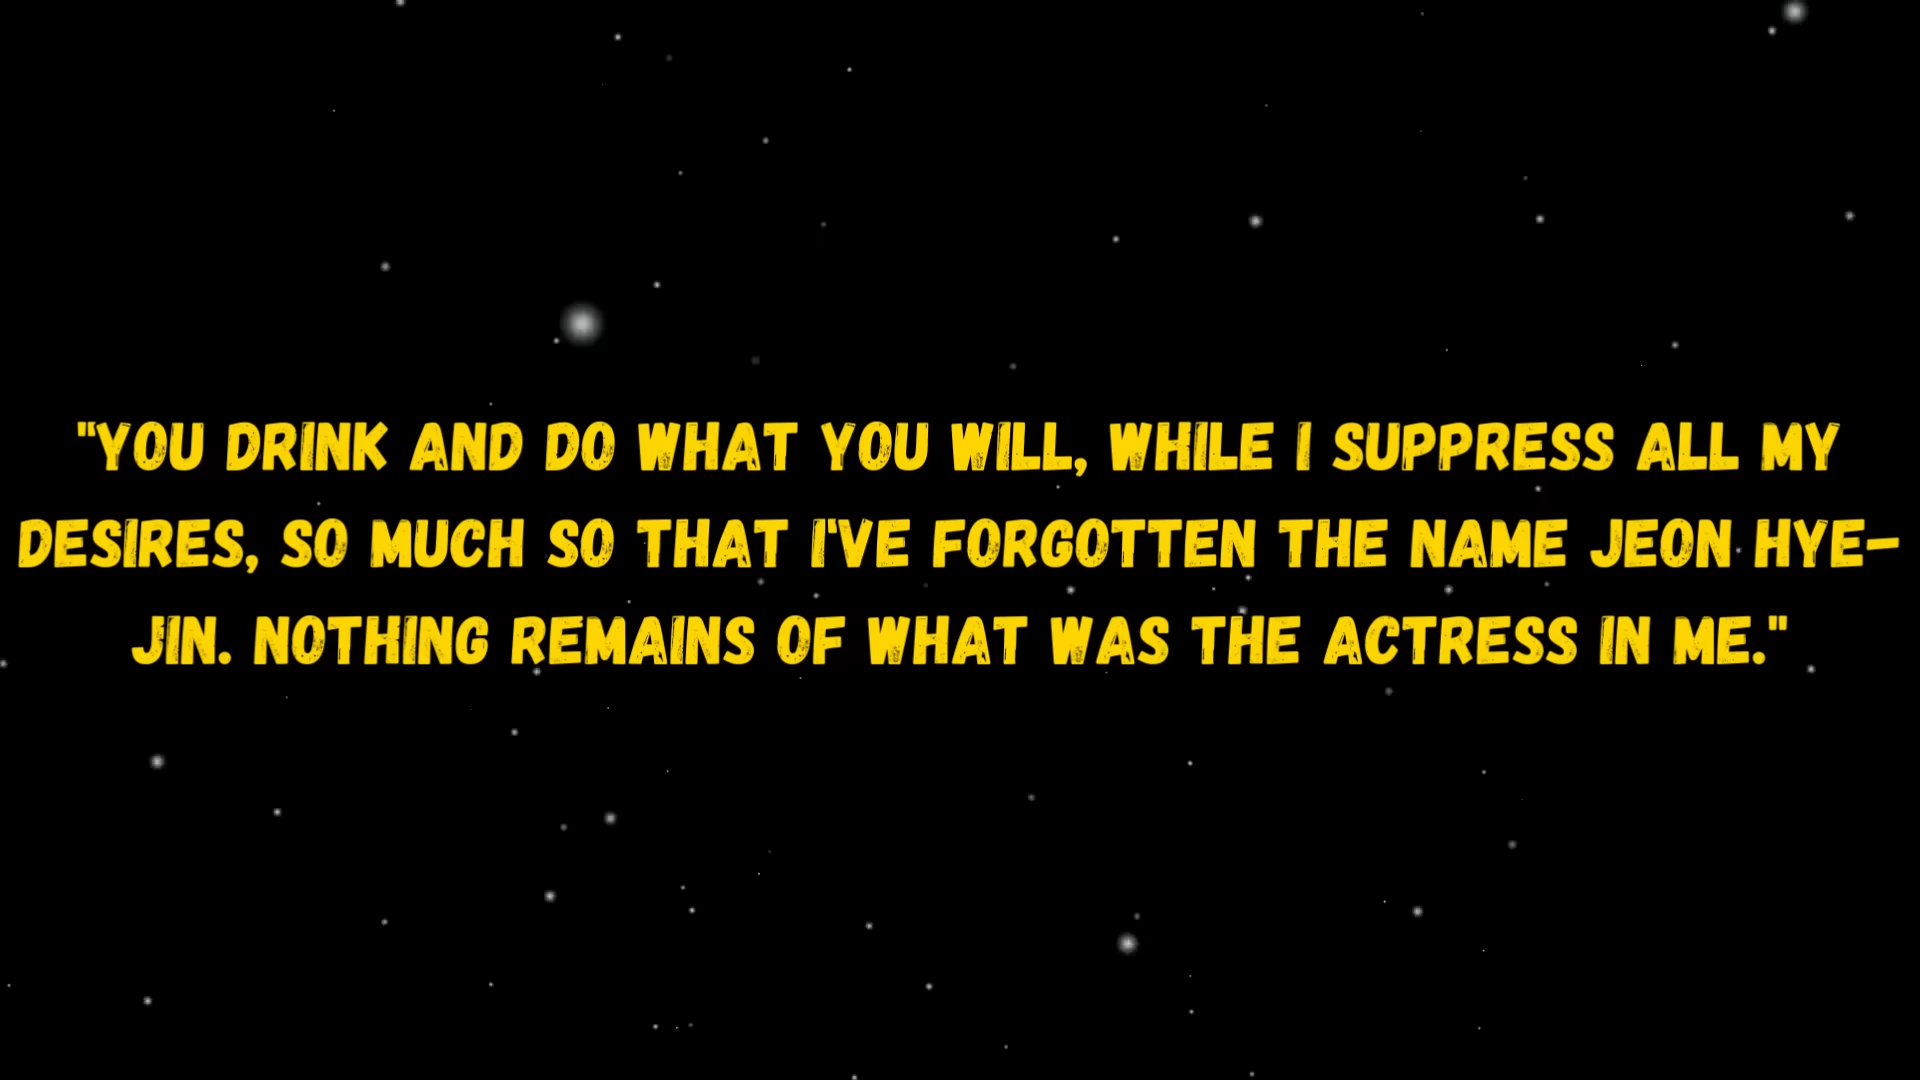 "YOU DRINK AND DO WHAT YOU WILL, WHILE I SUPPRESS ALL MY
DESIRES, SO MUCH SO THAT I'VE FORGOTTEN THE NAME JEON HYE-
JIN. NOTHING REMAINS OF WHAT WAS THE ACTRESS IN ME."